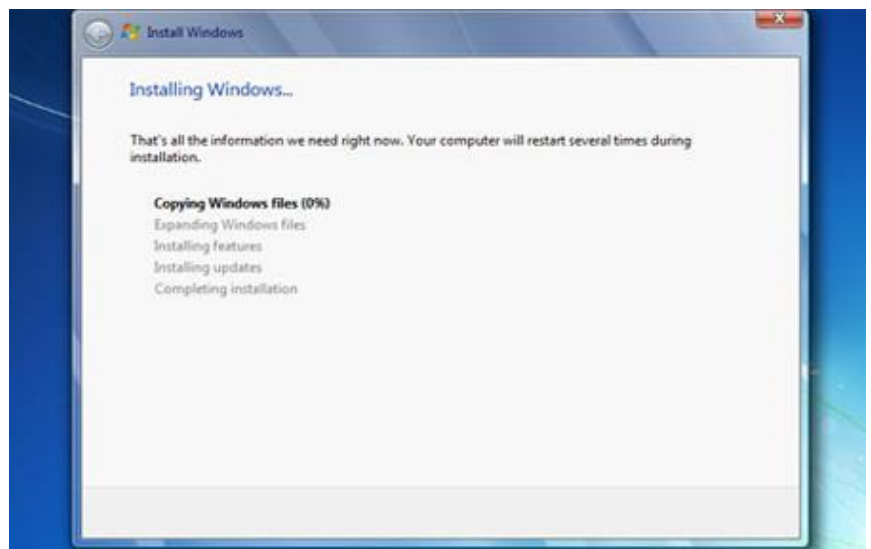 Install Windows
Installing Windows...
That's all the information we need right now. Your computer will restart several times during
installation.
Copying Windows files (0%)
Expanding Windows files
Installing features
Installing updates
Completing installation